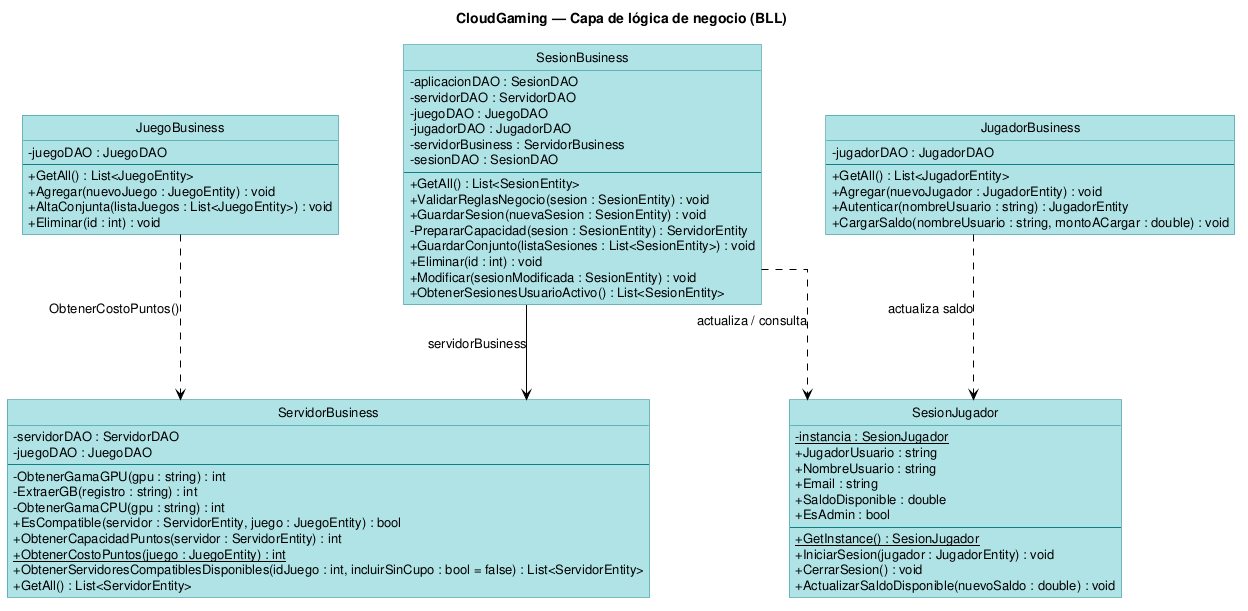 CloudGaming — Capa de lógica de negocio (BLL)
SesionBusiness
-aplicacionDAO : SesionDAO
-servidorDAO : ServidorDAO
-juegoDAO : JuegoDAO
-jugadorDAO : JugadorDAO
-servidorBusiness : ServidorBusiness
-sesionDAO : SesionDAO
+GetAll() : List<SesionEntity>
+ValidarReglasNegocio(sesion : SesionEntity) : void
+GuardarSesion(nuevaSesion : SesionEntity) : void
-PrepararCapacidad(sesion : SesionEntity) : ServidorEntity
+GuardarConjunto(listaSesiones : List<SesionEntity>) : void
+Eliminar(id : int) : void
+Modificar(sesionModificada : SesionEntity) : void
+ObtenerSesionesUsuarioActivo() : List<SesionEntity>
JuegoBusiness
-juegoDAO : JuegoDAO
+GetAll() : List<JuegoEntity>
+Agregar(nuevoJuego : JuegoEntity) : void
+AltaConjunta(listaJuegos : List<JuegoEntity>) : void
+Eliminar(id : int) : void
JugadorBusiness
-jugadorDAO : JugadorDAO
+GetAll() : List<JugadorEntity>
+Agregar(nuevoJugador : JugadorEntity) : void
+Autenticar(nombreUsuario : string) : JugadorEntity
+CargarSaldo(nombreUsuario : string, montoACargar : double) : void
ObtenerCostoPuntos()
servidorBusiness
actualiza / consulta
actualiza saldo
ServidorBusiness
-servidorDAO : ServidorDAO
-juegoDAO : JuegoDAO
-ObtenerGamaGPU(gpu : string) : int
-ExtraerGB(registro : string) : int
-ObtenerGamaCPU(gpu : string) : int
+EsCompatible(servidor : ServidorEntity, juego : JuegoEntity) : bool
+ObtenerCapacidadPuntos(servidor : ServidorEntity) : int
+ObtenerCostoPuntos(juego : JuegoEntity) : int
+ObtenerServidoresCompatiblesDisponibles(idJuego : int, incluirSinCupo : bool = false) : List<ServidorEntity>
+GetAll() : List<ServidorEntity>
SesionJugador
-instancia : SesionJugador
+JugadorUsuario : string
+NombreUsuario : string
+Email : string
+SaldoDisponible : double
+EsAdmin : bool
+GetInstance() : SesionJugador
+IniciarSesion(jugador : JugadorEntity) : void
+CerrarSesion() : void
+ActualizarSaldoDisponible(nuevoSaldo : double) : void